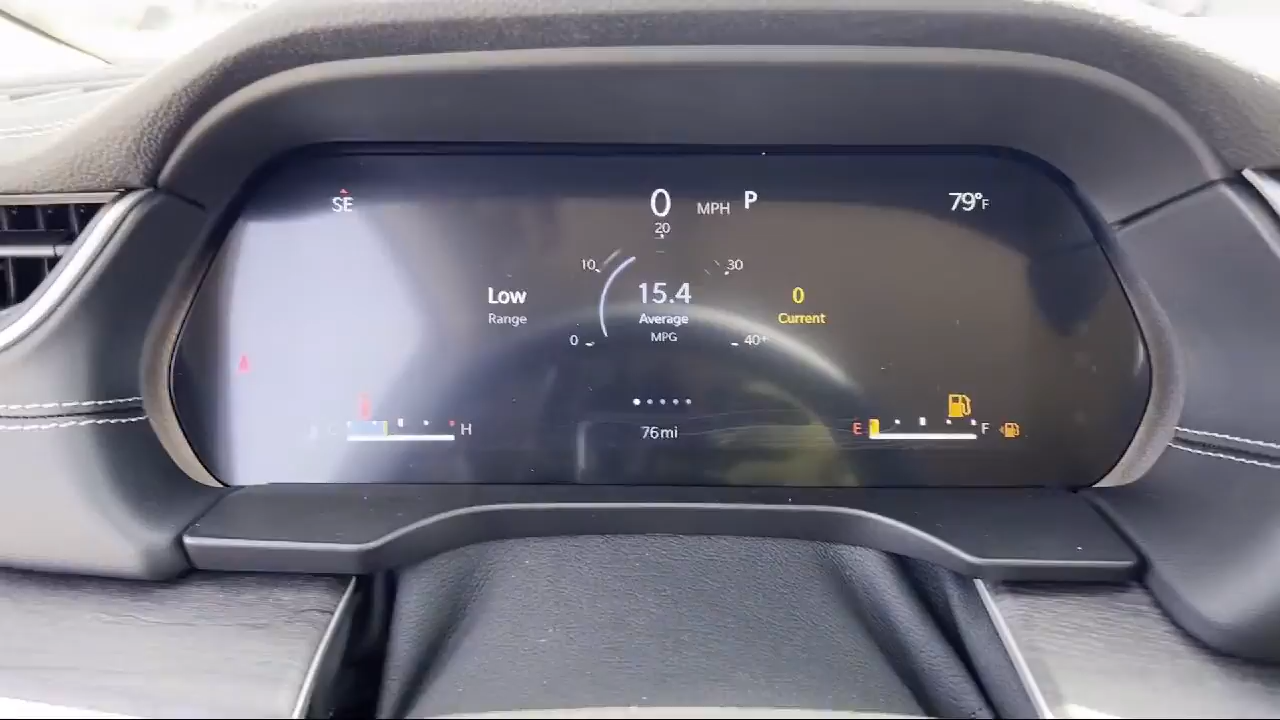 SE
0 MPH P
79°F
20
10
30
Low
Range
15.4
Average
MPG
0
Current
0
40+
C
H
76mi
E
F